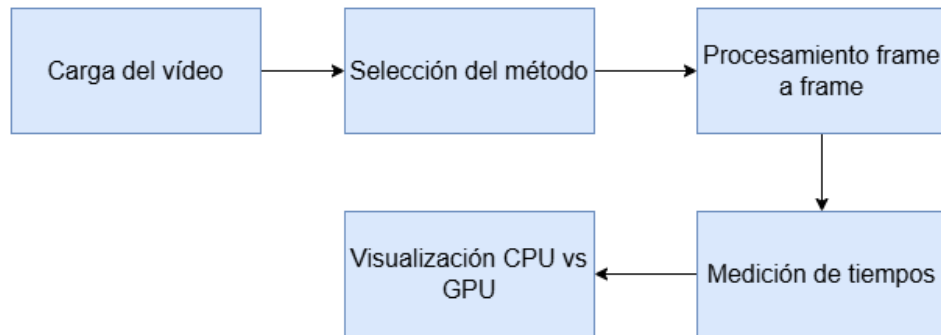 Carga del vídeo
Selección del método
Procesamiento frame
a frame
Medición de tiempos
Visualización CPU vs
GPU